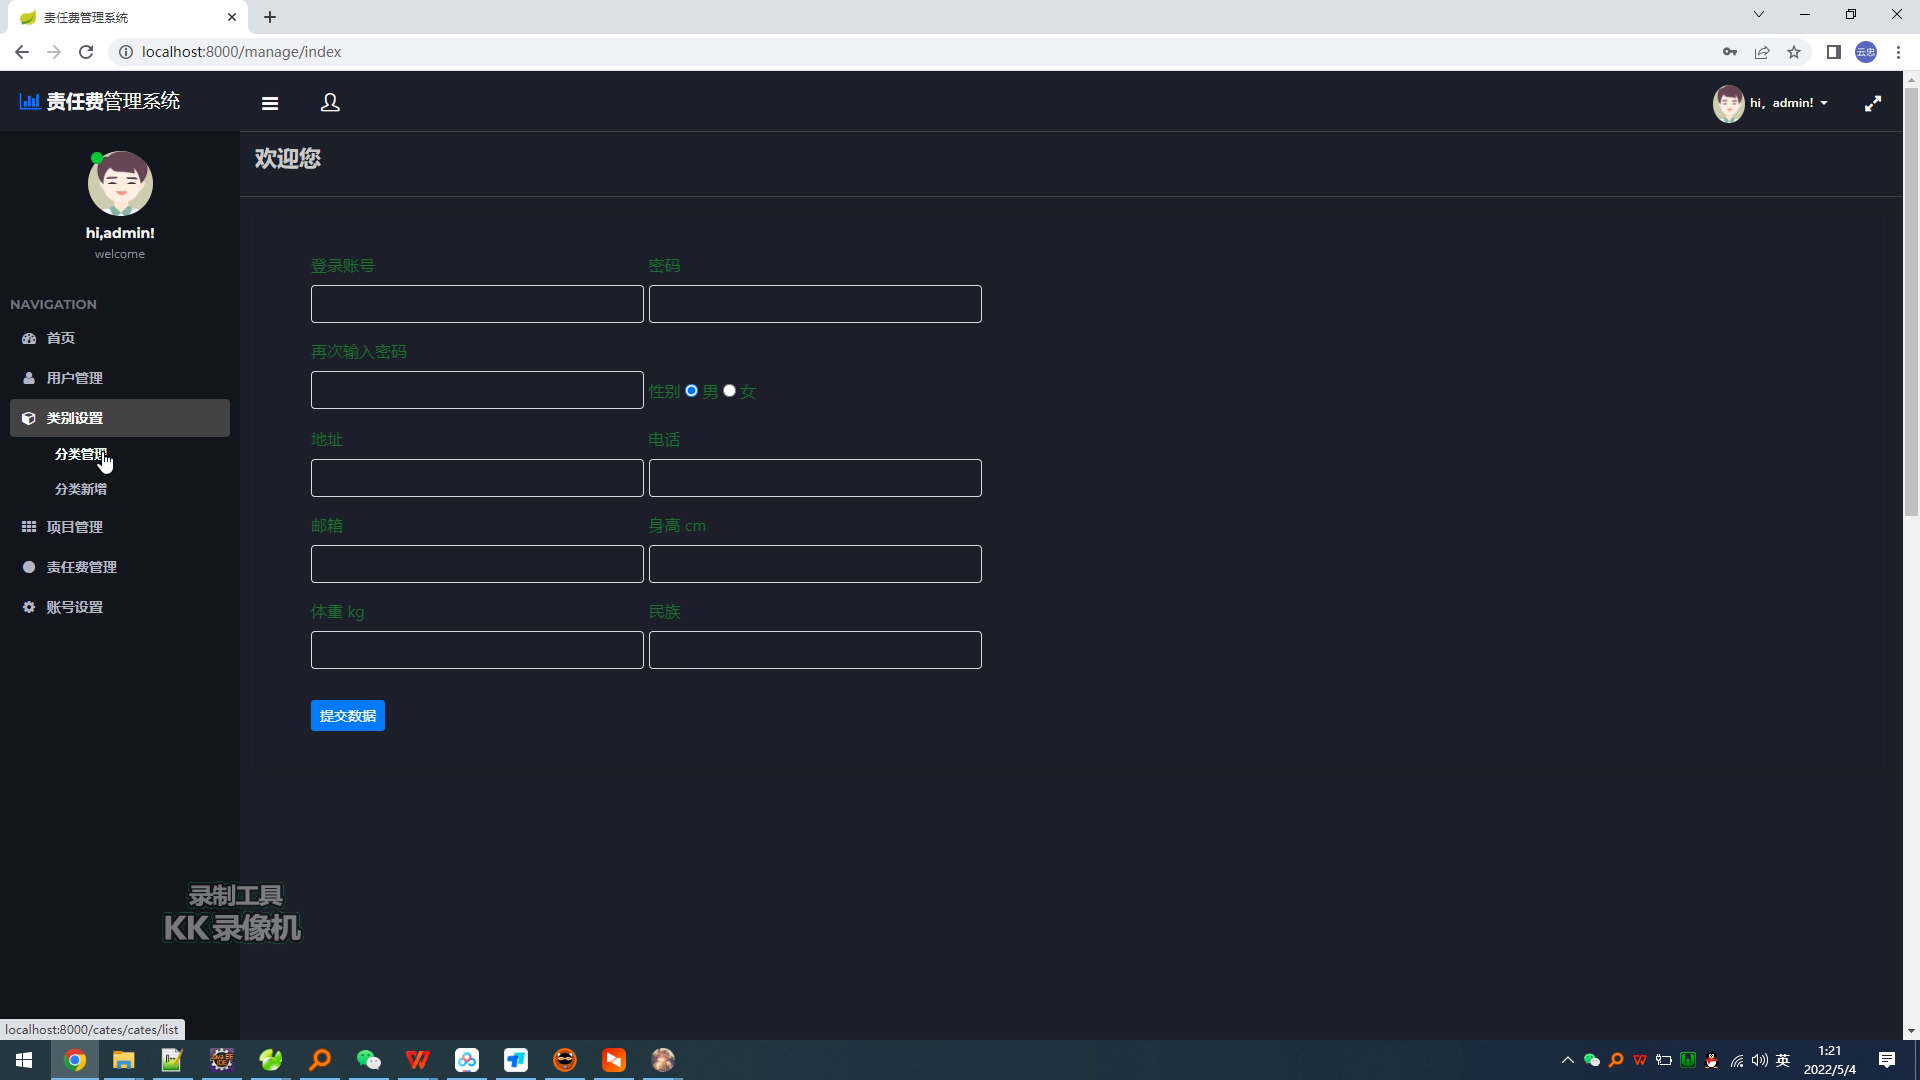 责任费管理系统
localhost:8000/manage/index
云忠
责任费管理系统
hi, admin!
欢迎您
hi,admin!
welcome
NAVIGATION
首页
用户管理
类别设置
分类管理
分类新增
项目管理
责任费管理
账号设置
登录账号 密码
再次输入密码
性别 男 女
地址 电话
邮箱 身高 cm
体重 kg 民族
提交数据
录制工具
KK 录像机
localhost:8000/cates/cates/list
英
1:21
2022/5/4